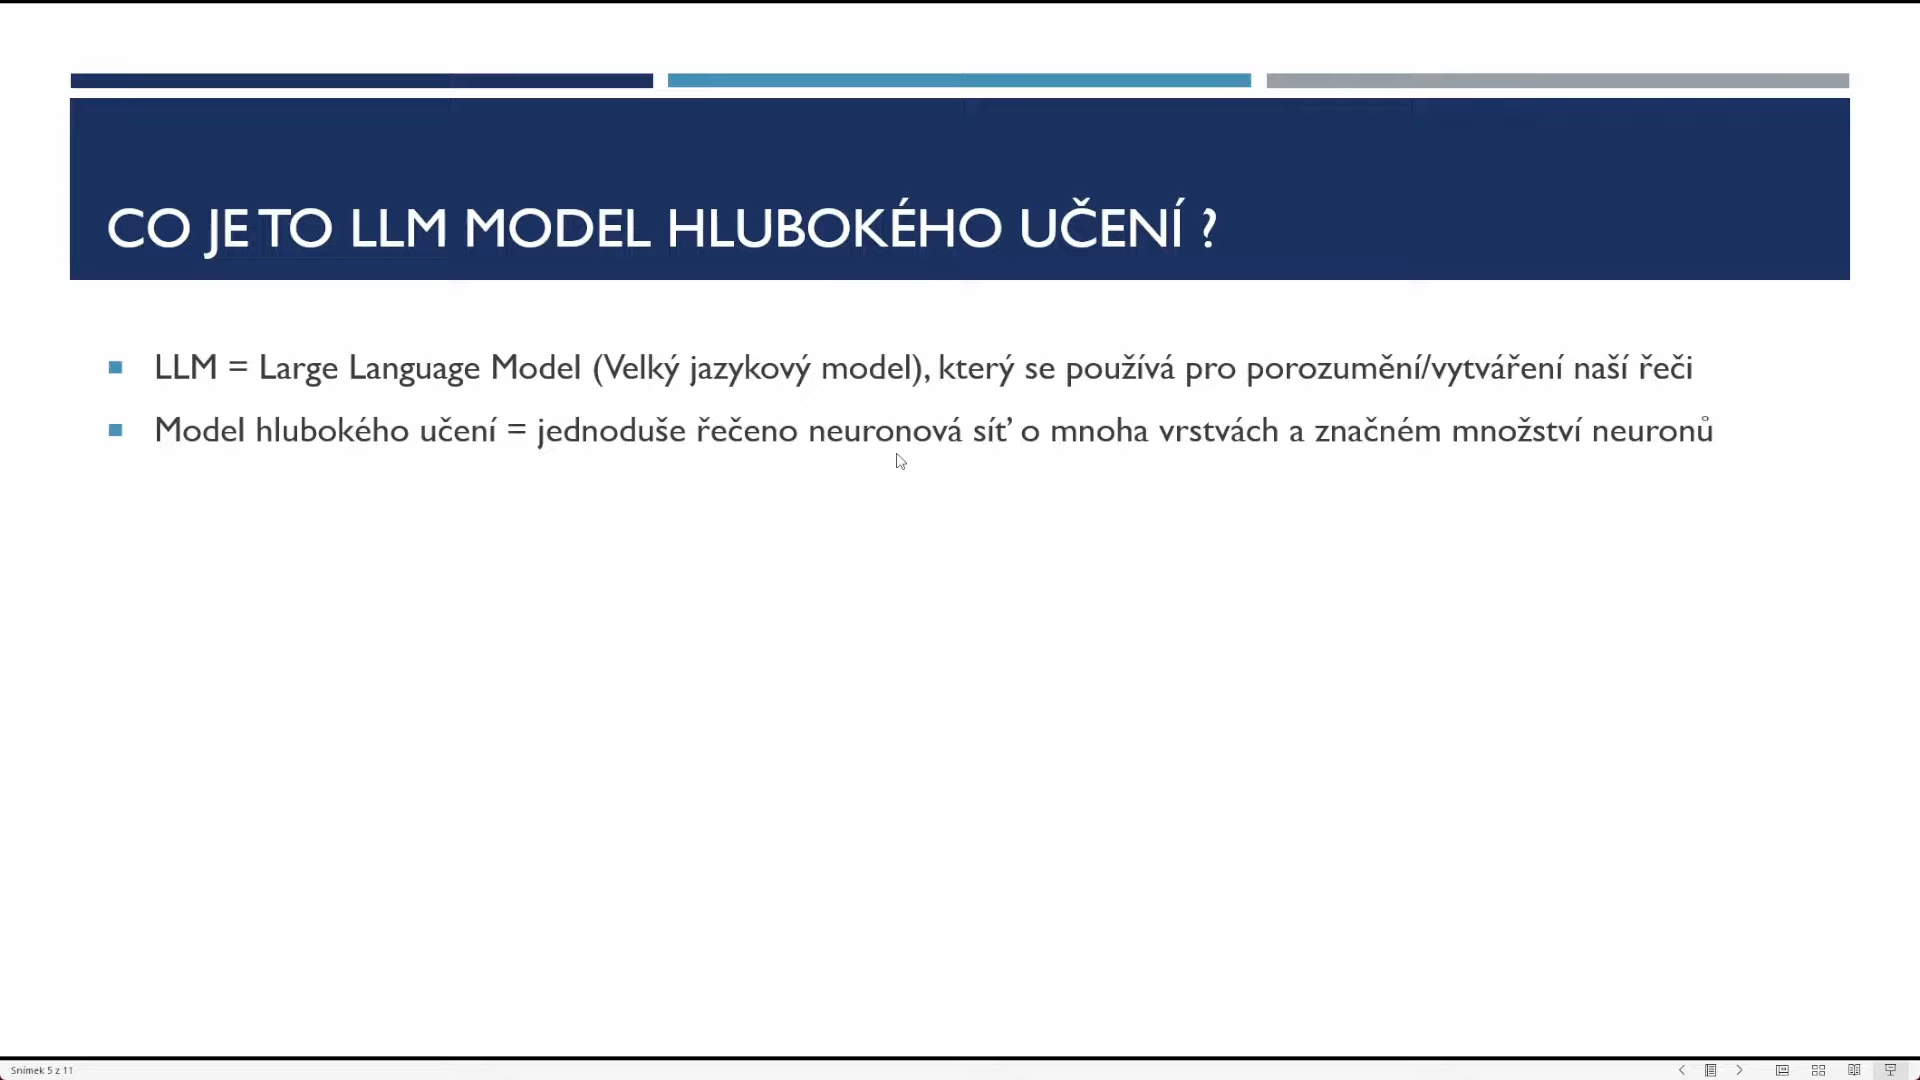 CO JE TO LLM MODEL HLUBOKÉHO UČENÍ ?
LLM = Large Language Model (Velký jazykový model), který se používá pro porozumění/vytváření naší řeči
Model hlubokého učení = jednoduše řečeno neuronová síť o mnoha vrstvách a značném množství neuronů
Snímek 5 z 11